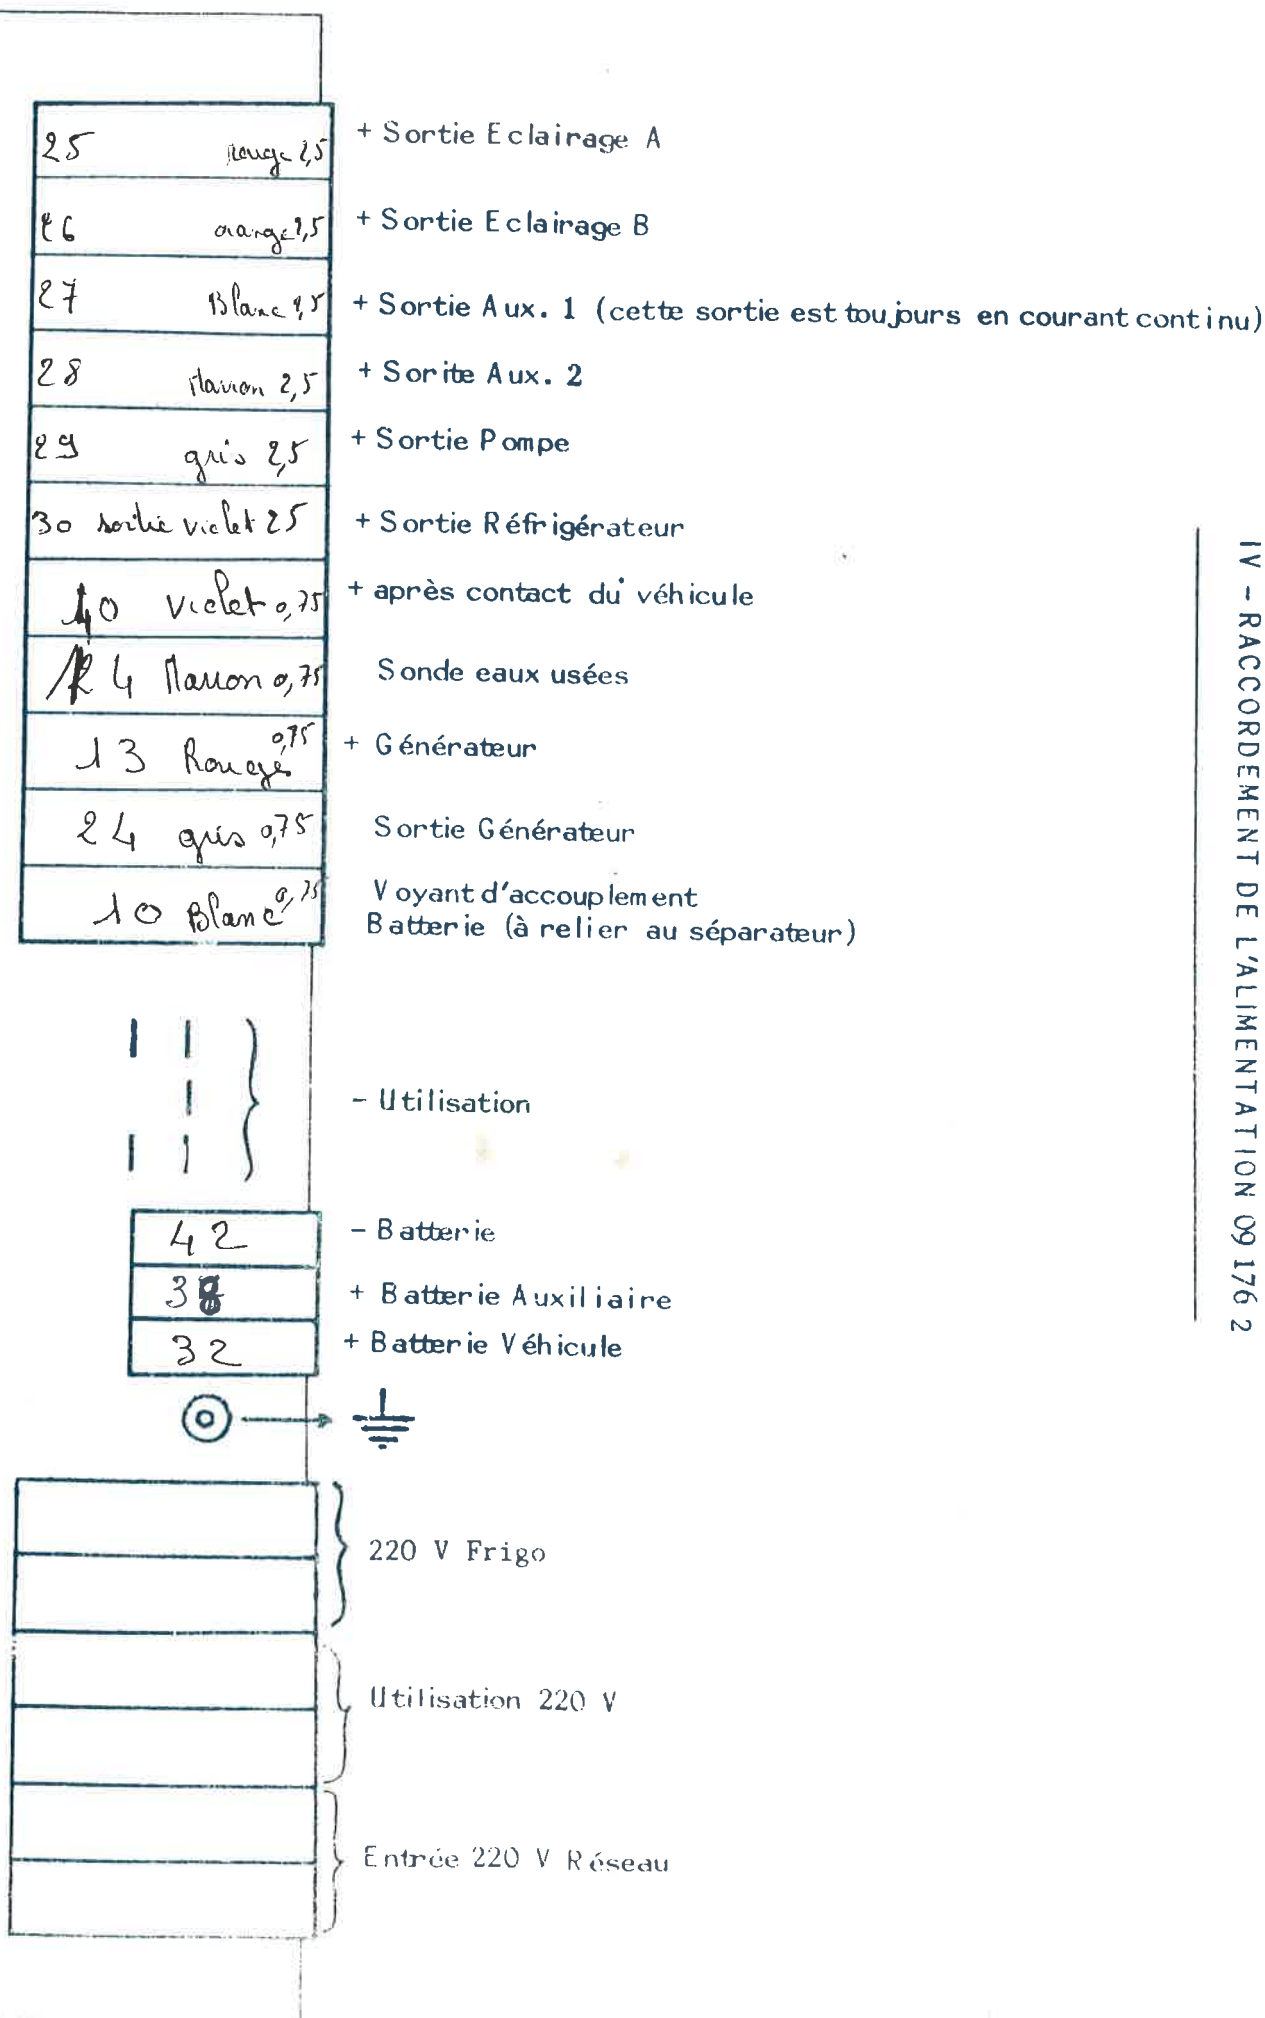 25 rouge 2,5 + Sortie Eclairage A
26 orange 2,5 + Sortie Eclairage B
27 Blanc 2,5 + Sortie Aux. 1 (cette sortie est toujours en courant continu)
28 Marron 2,5 + Sorite Aux. 2
29 gris 2,5 + Sortie Pompe
30 sortie violet 25 + Sortie Réfrigérateur
40 Violet 0,75 + après contact du véhicule
4 Marron 0,75 Sonde eaux usées
13 Rouge 0,75 + Générateur
24 gris 0,75 Sortie Générateur
10 Blanc 0,75 Voyant d'accouplement
Batterie (à relier au séparateur)
- Utilisation
42 - Batterie
38 + Batterie Auxiliaire
32 + Batterie Véhicule
220 V Frigo
Utilisation 220 V
Entrée 220 V Réseau
IV - RACCORDEMENT DE L'ALIMENTATION 09 176 2